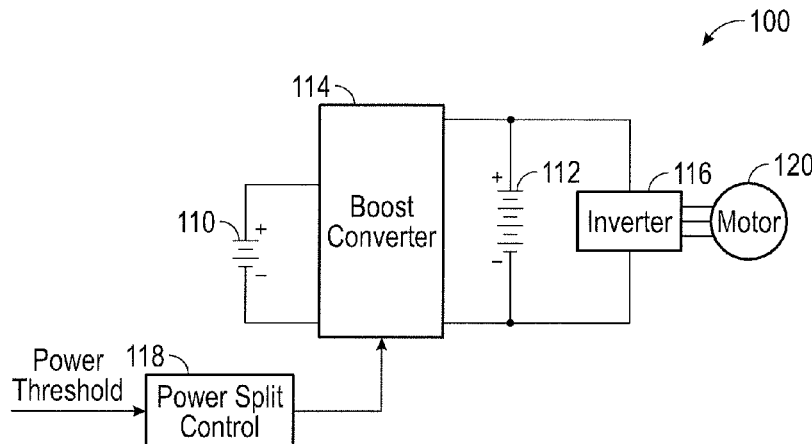 100
114
110
+
−
Boost
Converter
+
112
−
116
Inverter
120
Motor
Power
Threshold
118
Power Split
Control